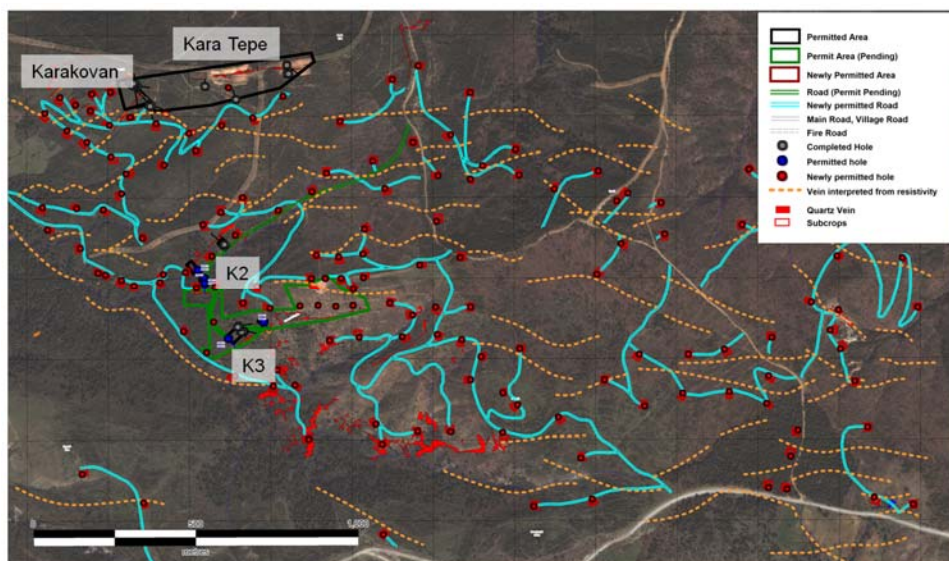 Kara Tepe
Karakovan
K2
K3
Permitted Area
Permit Area (Pending)
Newly Permitted Area
Road (Permit Pending)
Newly permitted Road
Main Road, Village Road
Fire Road
Completed Hole
Permitted hole
Newly permitted hole
Vein interpreted from resistivity
Quartz Vein
Subcrops
0 500 1,000
metres